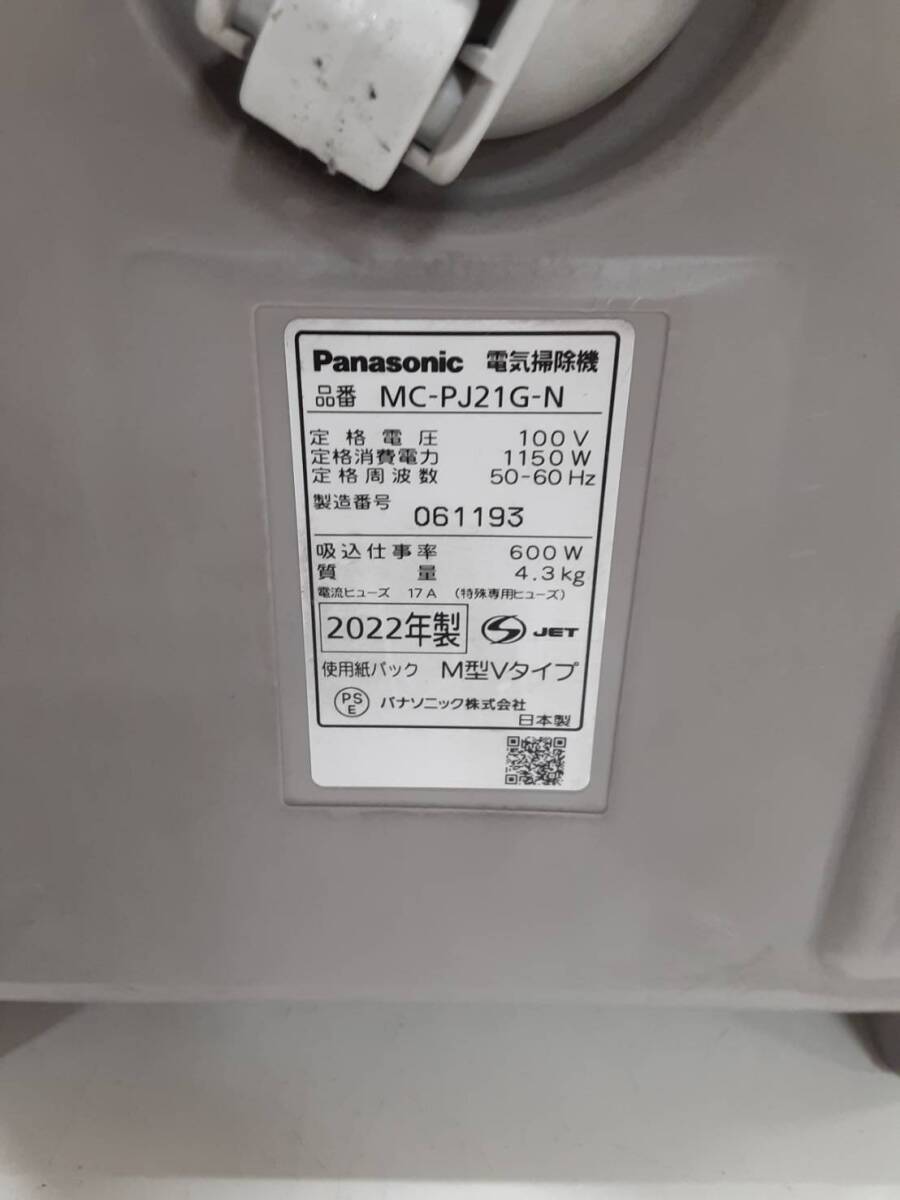 Panasonic 電気掃除機
品番 MC-PJ21G-N
定格電圧 100V
定格消費電力 1150W
定格周波数 50-60Hz
製造番号 061193
吸込仕事率 600W
質量 4.3kg
電流ヒューズ 17A (特殊専用ヒューズ)
2022年製 JET
使用紙パック M型Vタイプ
PSE パナソニック株式会社
日本製